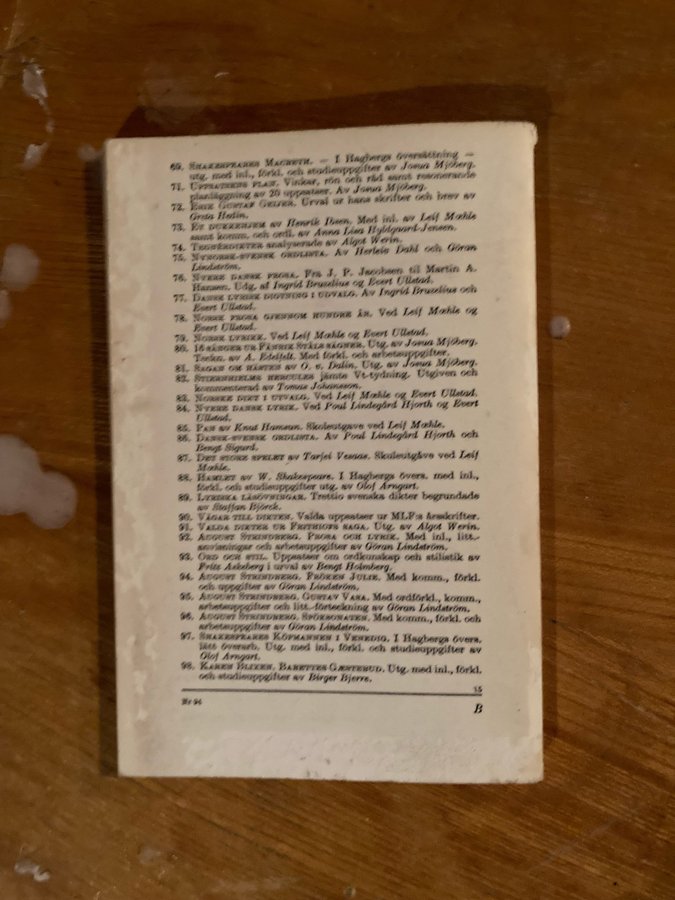 69. SHAKESPEARES MACBETH. — I Hagbergs översättning —
utg. med inl., förkl. och studieuppgifter av Josua Mjöberg.
71. UPPSATSENS PLAN. Vinkar, rön och råd samt resonerande
planläggning av 20 uppsatser. Av Josua Mjöberg.
72. ERIK GUSTAF GEIJER. Urval ur hans skrifter och brev av
Greta Hedin.
73. ET DUKKEHJEM av Henrik Ibsen. Med inl. av Leif Mæhle
samt komm. och ordl. av Anna Lisa Hyldgaard-Jensen.
74. TEGNÉRDIKTER analyserade av Algot Werin.
75. NYNORSK-SVENSK ORDLISTA. Av Herleis Dahl och Göran
Lindström.
76. NYERE DANSK PROSA. Fra J. P. Jacobsen til Martin A.
Hansen. Udg. af Ingrid Bruzelius og Evert Ullstad.
77. DANSK LYRISK DIGTNING I UDVALG. Av Ingrid Bruzelius och
Evert Ullstad.
78. NORSK PROSA GJENNOM HUNDRE ÅR. Ved Leif Mæhle og
Evert Ullstad.
79. NORSK LYRIKK. Ved Leif Mæhle og Evert Ullstad.
80. 16 SÅNGER UR FÄNRIK STÅLS SÄGNER. Utg. av Josua Mjöberg.
Teckn. av A. Edelfelt. Med förkl. och arbetsuppgifter.
81. SAGAN OM HÄSTEN av O. v. Dalin. Utg. av Josua Mjöberg.
82. STIERNHIELMS HERCULES jämte Vt-tydning. Utgiven och
kommenterad av Tomas Johanson.
83. NORSKE DIKT I UTVALG. Ved Leif Mæhle og Evert Ullstad.
84. NYERE DANSK LYRIK. Ved Poul Lindegård Hjorth og Evert
Ullstad.
85. PAN av Knut Hamsun. Skoleutgave ved Leif Mæhle.
86. DANSK-SVENSK ORDLISTA. Av Poul Lindegård Hjorth och
Bengt Sigurd.
87. DET STORE SPELET av Tarjei Vesaas. Skuleutgåve ved Leif
Mæhle.
88. HAMLET av W. Shakespeare. I Hagbergs övers. med inl.,
förkl. och studieuppgifter utg. av Olof Arngart.
89. LYRISKA LÄSÖVNINGAR. Trettio svenska dikter begrundade
av Staffan Björck.
90. VÄGAR TILL DIKTEN. Valda uppsatser ur MLF:s årsskrifter.
91. VALDA DIKTER UR FRITHIOFS SAGA. Utg. av Algot Werin.
92. AUGUST STRINDBERG. PROSA OCH LYRIK. Med inl., litt.-
anvisningar och arbetsuppgifter av Göran Lindström.
93. ORD OCH STIL. Uppsatser om ordkunskap och stilistik av
Fritz Askeberg i urval av Bengt Holmberg.
94. AUGUST STRINDBERG. FRÖKEN JULIE. Med komm., förkl.
och uppgifter av Göran Lindström.
95. AUGUST STRINDBERG. GUSTAV VASA. Med ordförkl., komm.,
arbetsuppgifter och litt.-förteckning av Göran Lindström.
96. AUGUST STRINDBERG. SPÖKSONATEN. Med komm., förkl. och
arbetsuppgifter av Göran Lindström.
97. SHAKESPEARES KÖPMANNEN I VENEDIG. I Hagbergs övers.
lätt överarb. Utg. med inl., förkl. och studieuppgifter av
Olof Arngart.
98. KAREN BLIXEN. BABETTES GÆSTEBUD. Utg. med inl., förkl.
och studieuppgifter av Birger Bjerre.
15
Nr 94
B